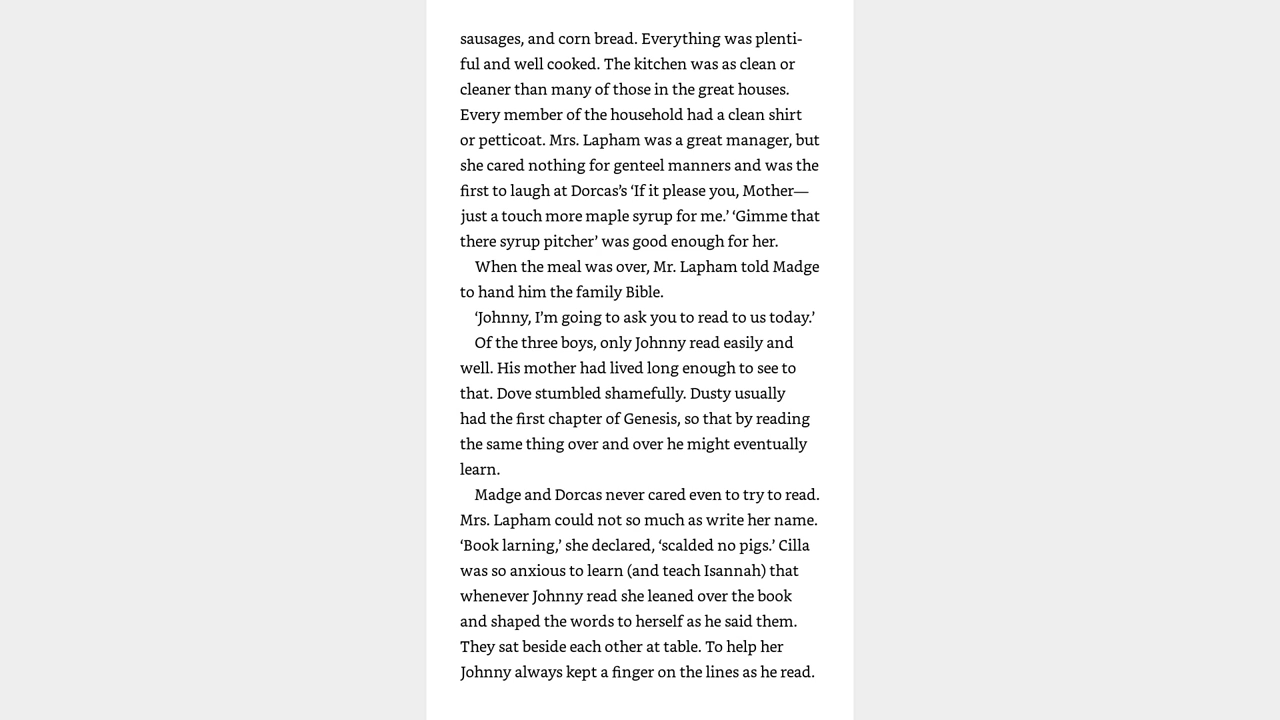 sausages, and corn bread. Everything was plenti-
ful and well cooked. The kitchen was as clean or
cleaner than many of those in the great houses.
Every member of the household had a clean shirt
or petticoat. Mrs. Lapham was a great manager, but
she cared nothing for genteel manners and was the
first to laugh at Dorcas’s ‘If it please you, Mother—
just a touch more maple syrup for me.’ ‘Gimme that
there syrup pitcher’ was good enough for her.
When the meal was over, Mr. Lapham told Madge
to hand him the family Bible.
‘Johnny, I’m going to ask you to read to us today.’
Of the three boys, only Johnny read easily and
well. His mother had lived long enough to see to
that. Dove stumbled shamefully. Dusty usually
had the first chapter of Genesis, so that by reading
the same thing over and over he might eventually
learn.
Madge and Dorcas never cared even to try to read.
Mrs. Lapham could not so much as write her name.
‘Book larning,’ she declared, ‘scalded no pigs.’ Cilla
was so anxious to learn (and teach Isannah) that
whenever Johnny read she leaned over the book
and shaped the words to herself as he said them.
They sat beside each other at table. To help her
Johnny always kept a finger on the lines as he read.